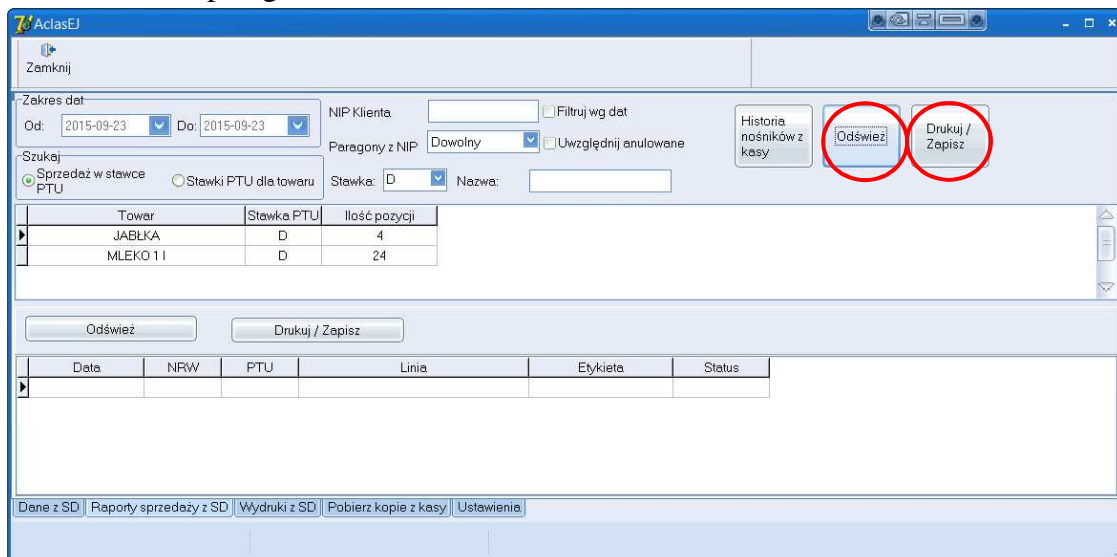 AclasEJ
Zamknij
Zakres dat
Od: 2015-09-23 Do: 2015-09-23
NIP Klienta
Filtruj wg dat
Paragony z NIP Dowolny
Uwzględnij anulowane
Historia
nośników z
kasy
Odśwież
Drukuj /
Zapisz
Szukaj
Sprzedaż w stawce
PTU
Stawki PTU dla towaru
Stawka: D
Nazwa:
Towar Stawka PTU Ilość pozycji
JABŁKA D 4
MLEKO 1 l D 24
Odśwież Drukuj / Zapisz
Data NRW PTU Linia Etykieta Status
Dane z SD Raporty sprzedaży z SD Wydruki z SD Pobierz kopie z kasy Ustawienia